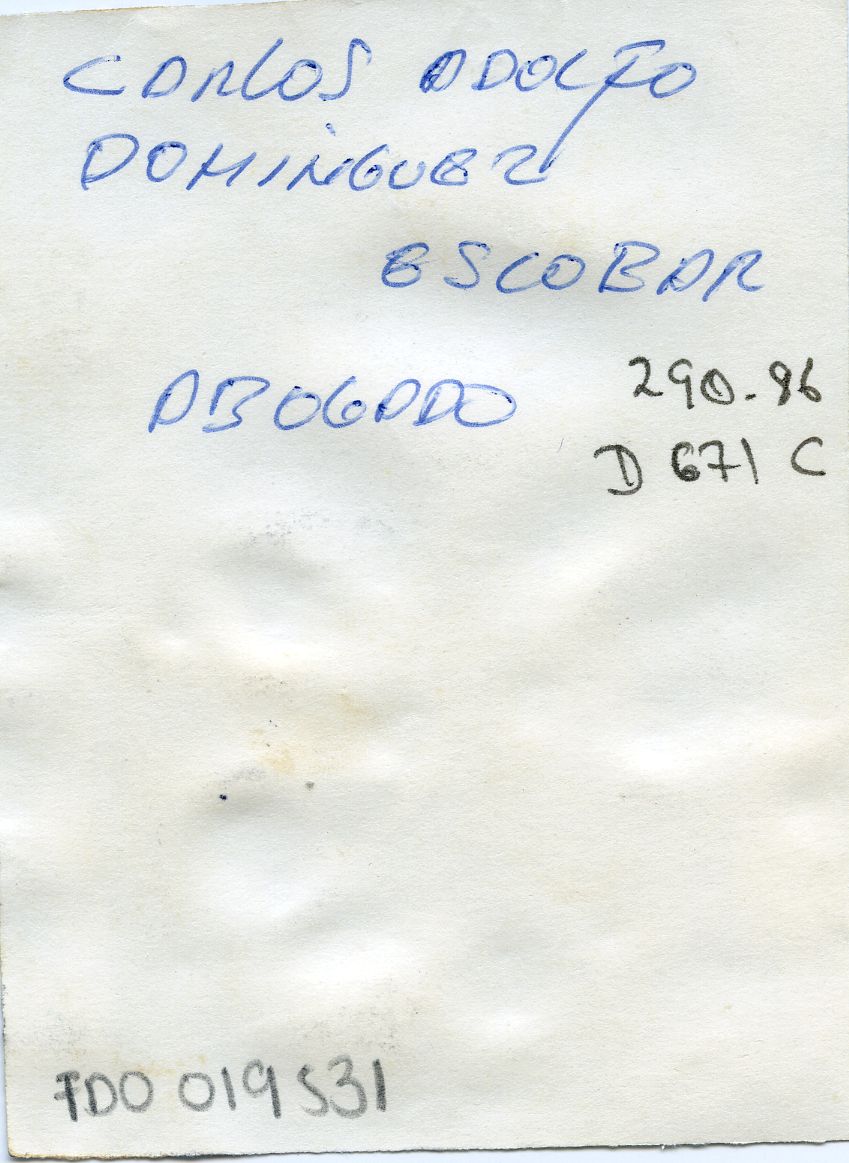 CARLOS ADOLFO
DOMINGUEZ
ESCOBAR
ABOGADO
290-86
D 671 C
FDO 019531